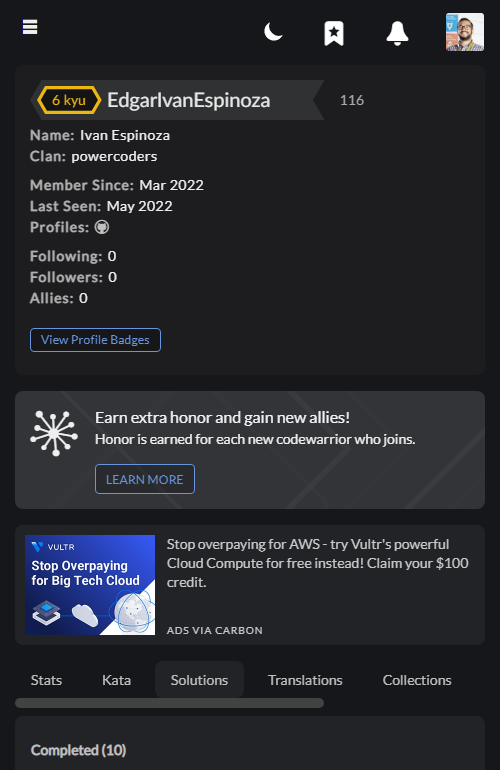 6 kyu EdgarIvanEspinoza 116
Name: Ivan Espinoza
Clan: powercoders
Member Since: Mar 2022
Last Seen: May 2022
Profiles:
Following: 0
Followers: 0
Allies: 0
View Profile Badges
Earn extra honor and gain new allies!
Honor is earned for each new codewarrior who joins.
LEARN MORE
VULTR
Stop Overpaying
for Big Tech Cloud
Stop overpaying for AWS - try Vultr's powerful
Cloud Compute for free instead! Claim your $100
credit.
ADS VIA CARBON
Stats Kata Solutions Translations Collections
Completed (10)